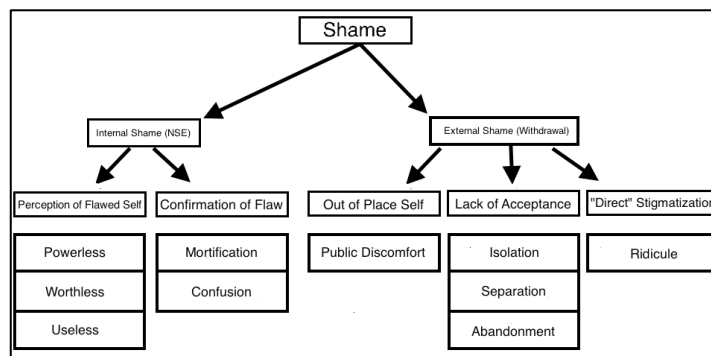 Shame
Internal Shame (NSE)
External Shame (Withdrawal)
Perception of Flawed Self
Confirmation of Flaw
Out of Place Self
Lack of Acceptance
"Direct" Stigmatization
Powerless
Mortification
Public Discomfort
Isolation
Ridicule
Worthless
Confusion
Separation
Useless
Abandonment